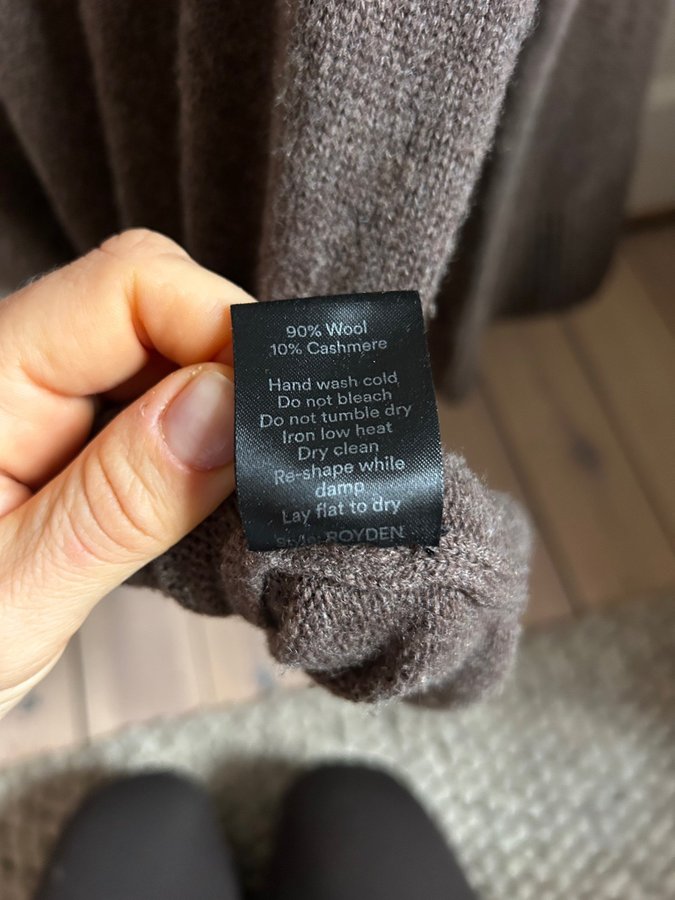 90% Wool
10% Cashmere
Hand wash cold
Do not bleach
Do not tumble dry
Iron low heat
Dry clean
Re-shape while
damp
Lay flat to dry
Style: ROYDEN